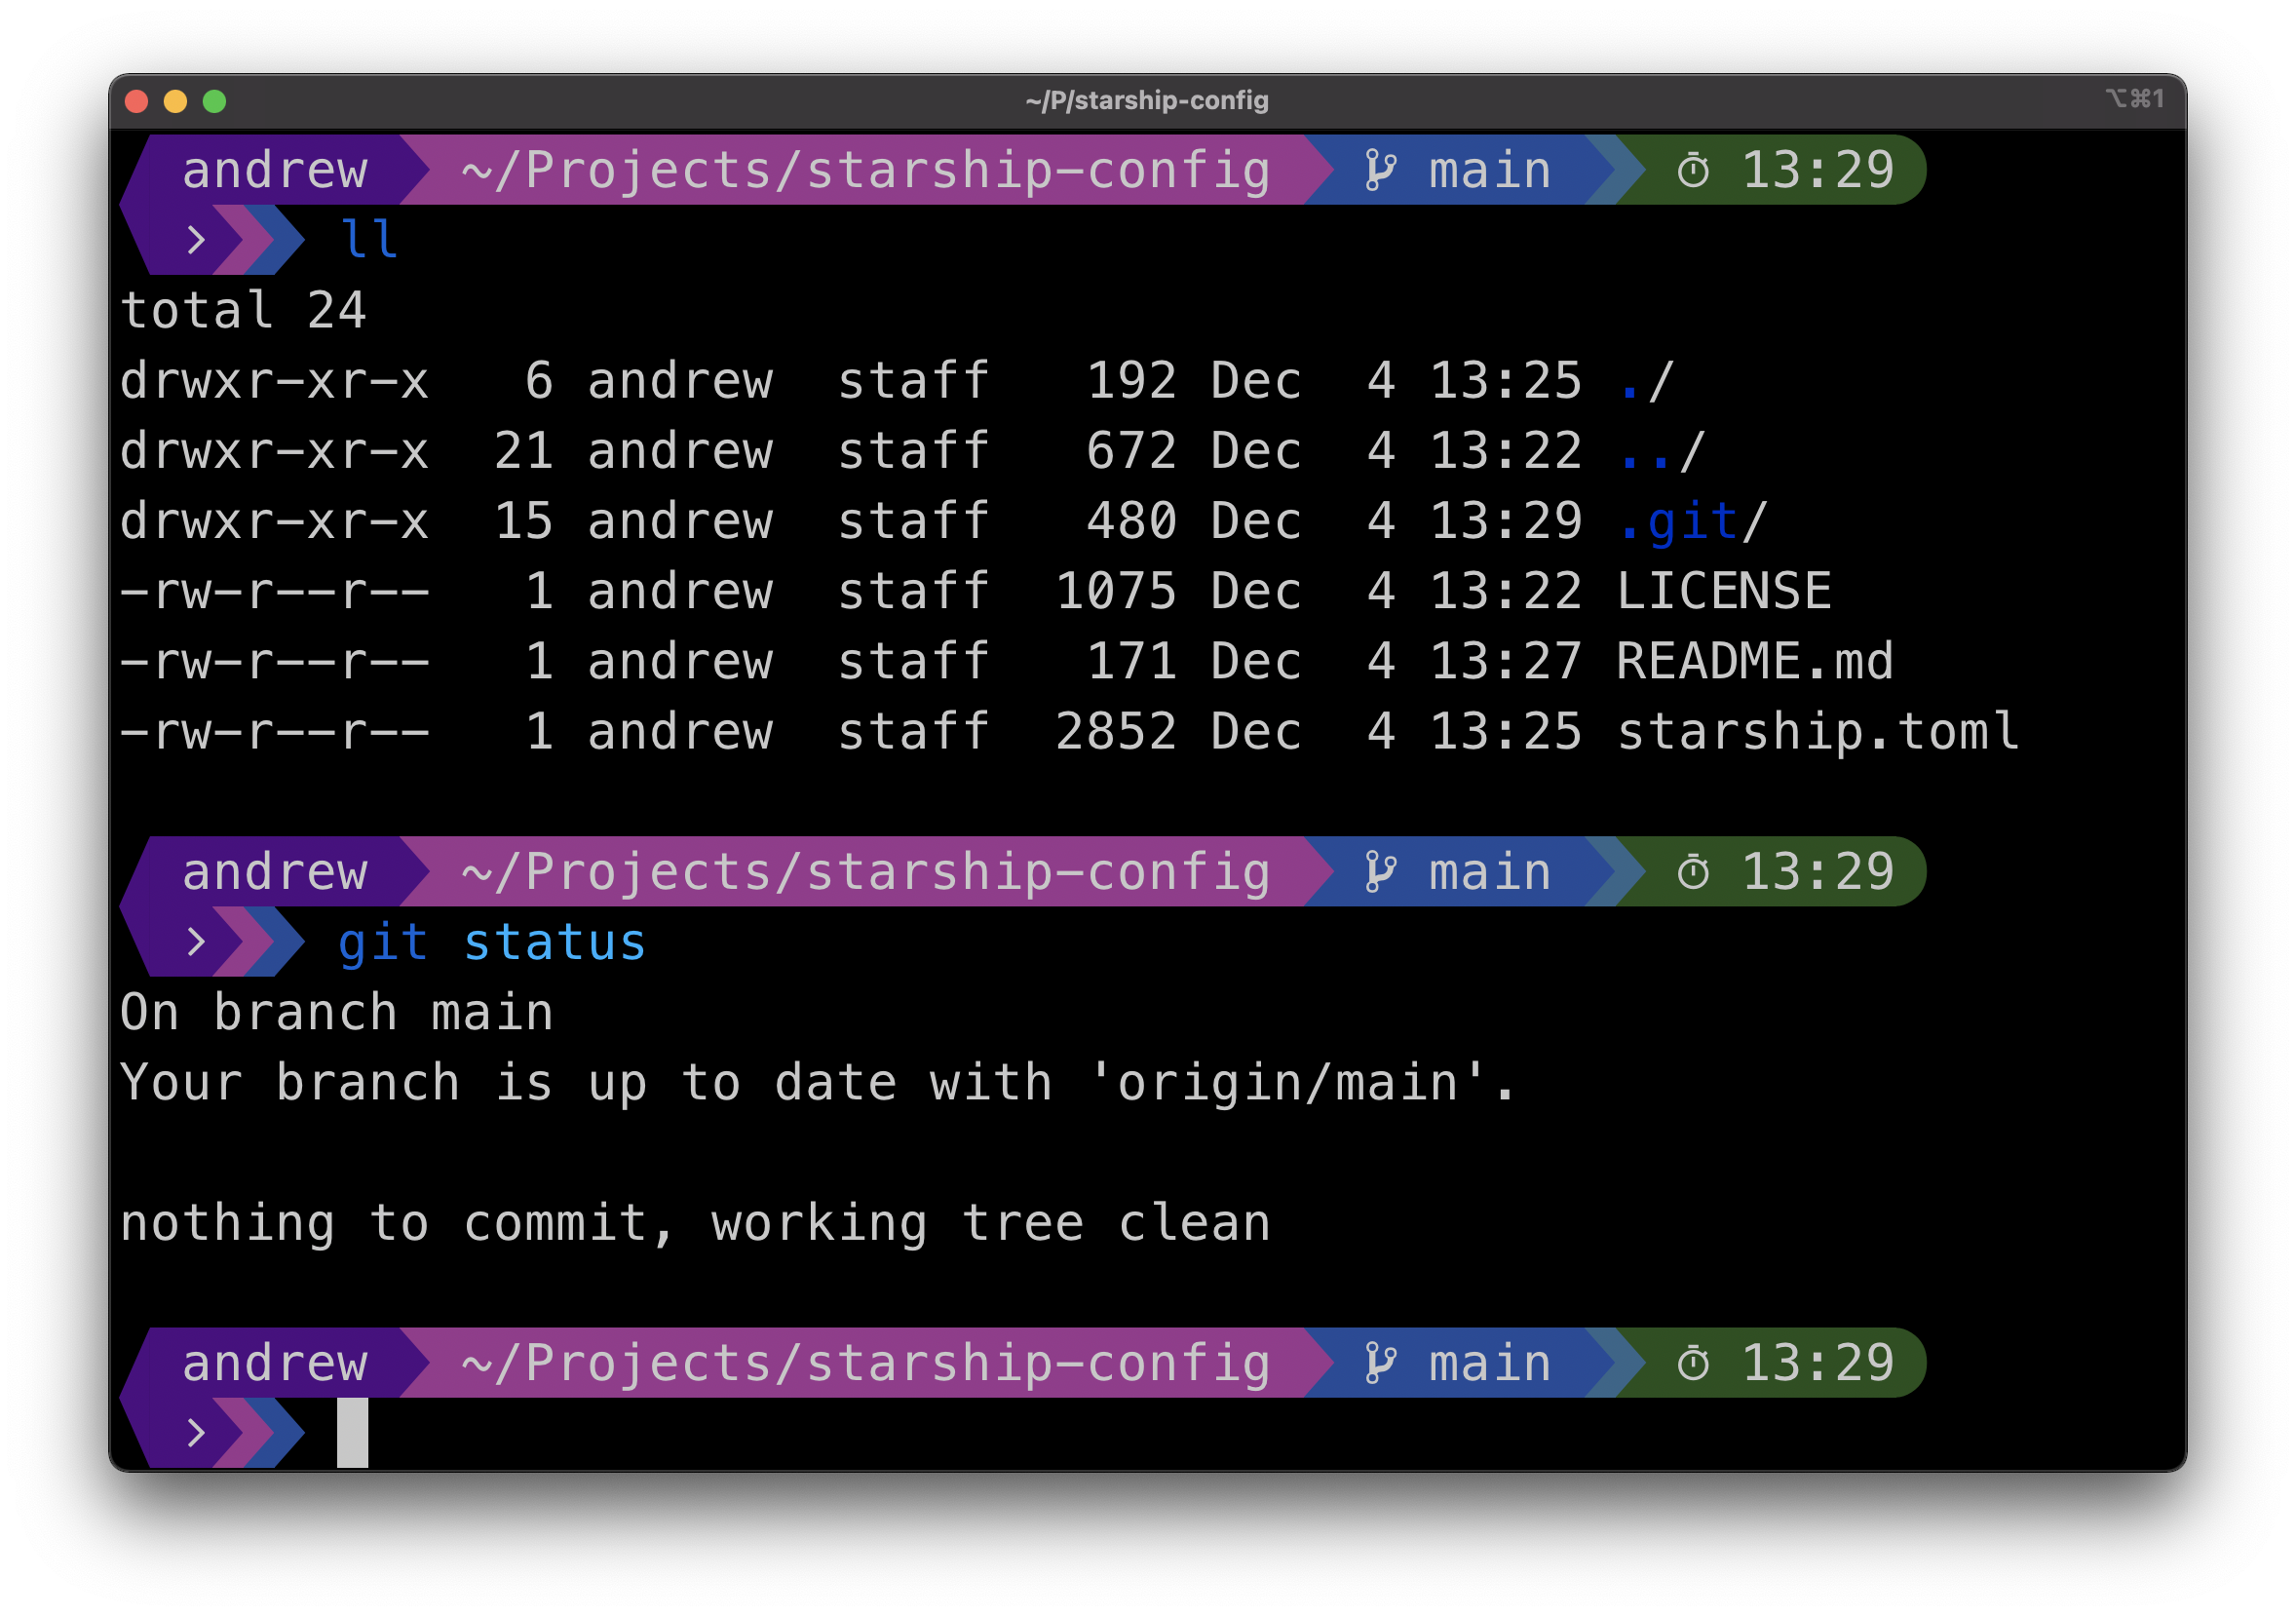 ~/P/starship-config ⌥⌘1
andrew ~/Projects/starship-config main 13:29
> ll
total 24
drwxr-xr-x   6 andrew  staff   192 Dec  4 13:25 ./
drwxr-xr-x  21 andrew  staff   672 Dec  4 13:22 ../
drwxr-xr-x  15 andrew  staff   480 Dec  4 13:29 .git/
-rw-r--r--   1 andrew  staff  1075 Dec  4 13:22 LICENSE
-rw-r--r--   1 andrew  staff   171 Dec  4 13:27 README.md
-rw-r--r--   1 andrew  staff  2852 Dec  4 13:25 starship.toml
andrew ~/Projects/starship-config main 13:29
> git status
On branch main
Your branch is up to date with 'origin/main'.
nothing to commit, working tree clean
andrew ~/Projects/starship-config main 13:29
>